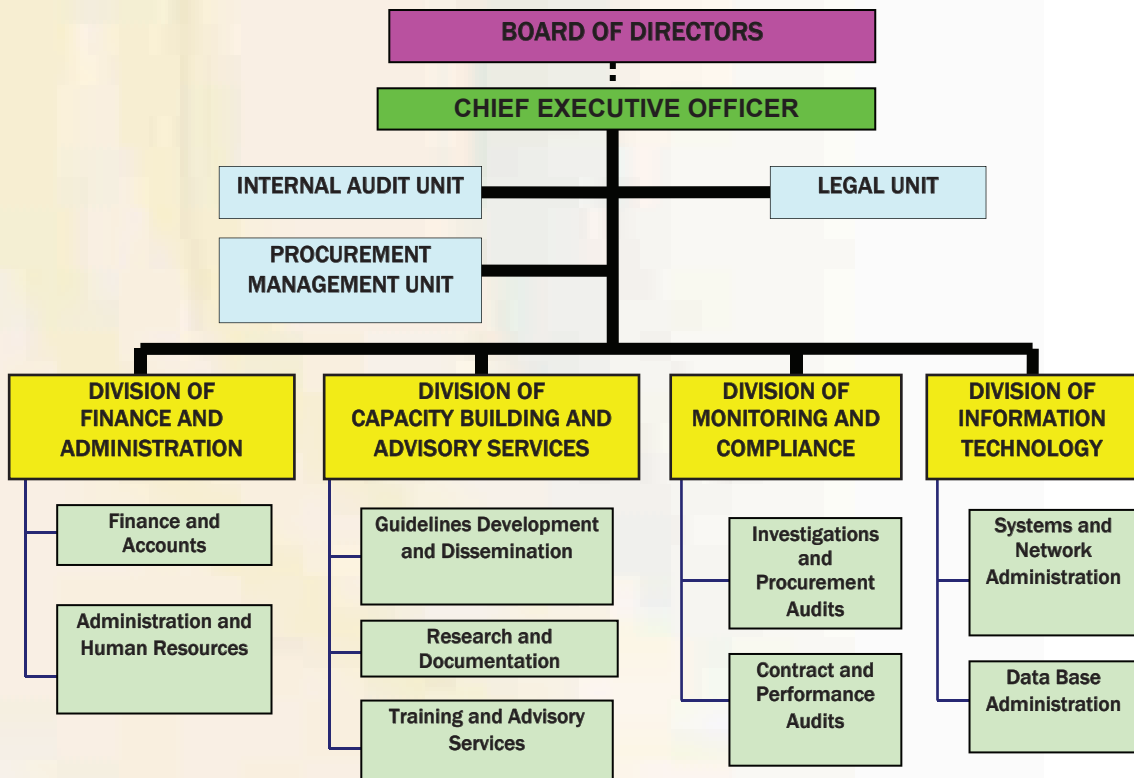 BOARD OF DIRECTORS
CHIEF EXECUTIVE OFFICER
INTERNAL AUDIT UNIT
LEGAL UNIT
PROCUREMENT
MANAGEMENT UNIT
DIVISION OF
FINANCE AND
ADMINISTRATION
DIVISION OF
CAPACITY BUILDING AND
ADVISORY SERVICES
DIVISION OF
MONITORING AND
COMPLIANCE
DIVISION OF
INFORMATION
TECHNOLOGY
Finance and
Accounts
Administration and
Human Resources
Guidelines Development
and Dissemination
Research and
Documentation
Training and Advisory
Services
Investigations
and
Procurement
Audits
Contract and
Performance
Audits
Systems and
Network
Administration
Data Base
Administration